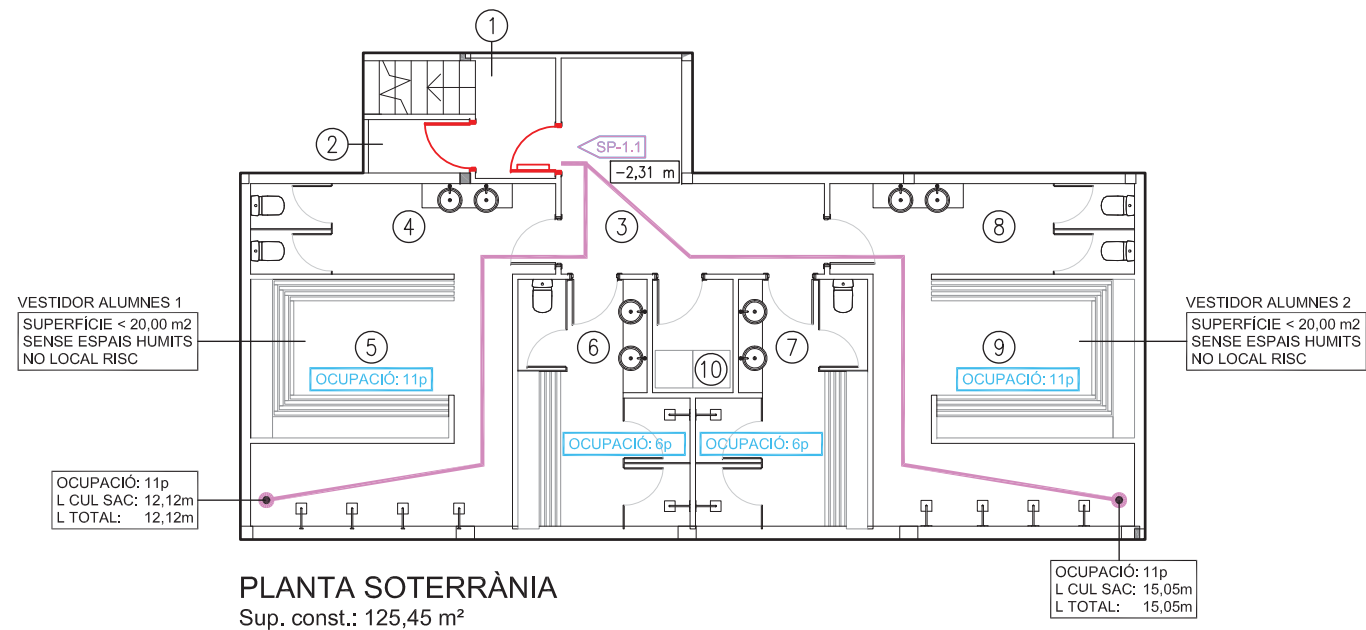 1
2
SP-1.1
-2,31 m
4
3
8
VESTIDOR ALUMNES 1
SUPERFÍCIE < 20,00 m2
SENSE ESPAIS HUMITS
NO LOCAL RISC
VESTIDOR ALUMNES 2
SUPERFÍCIE < 20,00 m2
SENSE ESPAIS HUMITS
NO LOCAL RISC
5
6
7
9
10
OCUPACIÓ: 11p
OCUPACIÓ: 11p
OCUPACIÓ: 6p
OCUPACIÓ: 6p
OCUPACIÓ: 11p
L CUL SAC: 12,12m
L TOTAL: 12,12m
OCUPACIÓ: 11p
L CUL SAC: 15,05m
L TOTAL: 15,05m
PLANTA SOTERRÀNIA
Sup. const.: 125,45 m²